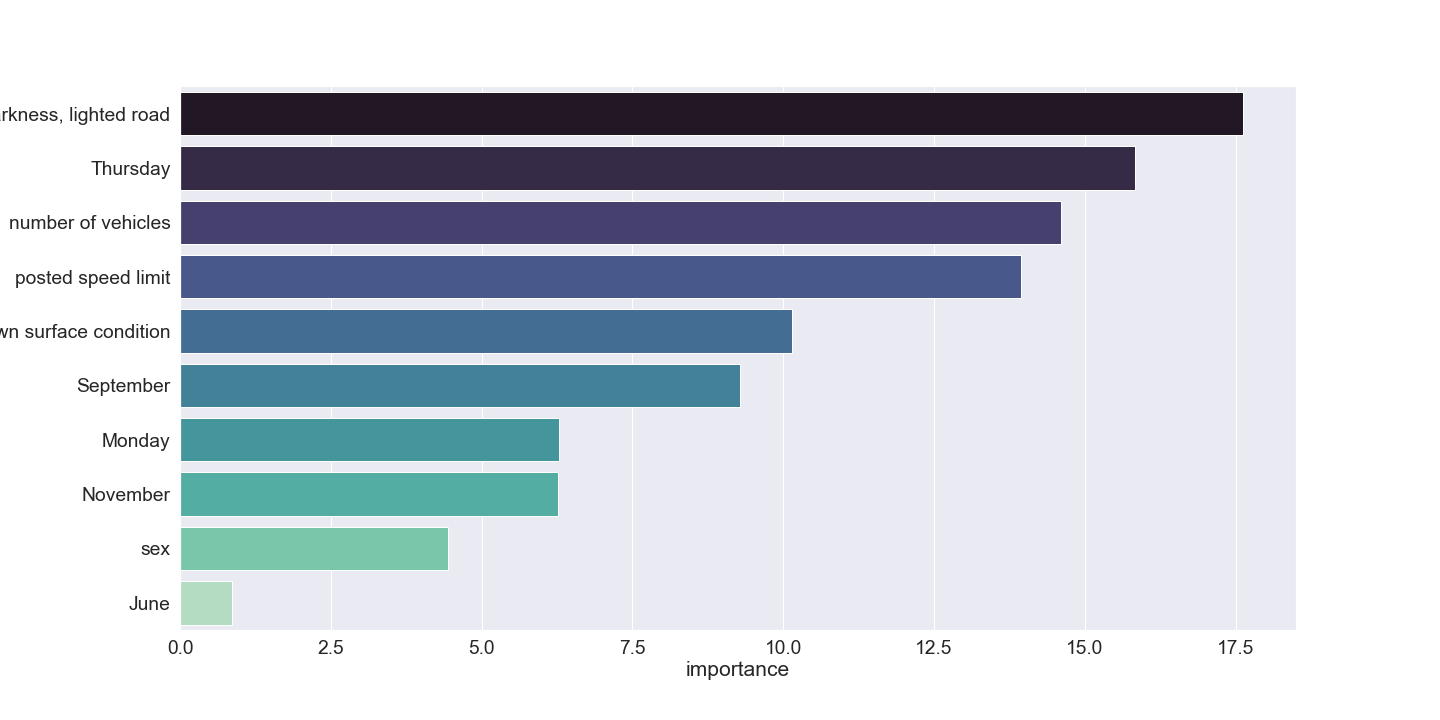 rkness, lighted road
Thursday
number of vehicles
posted speed limit
wn surface condition
September
Monday
November
sex
June
0.0 2.5 5.0 7.5 10.0 12.5 15.0 17.5
importance